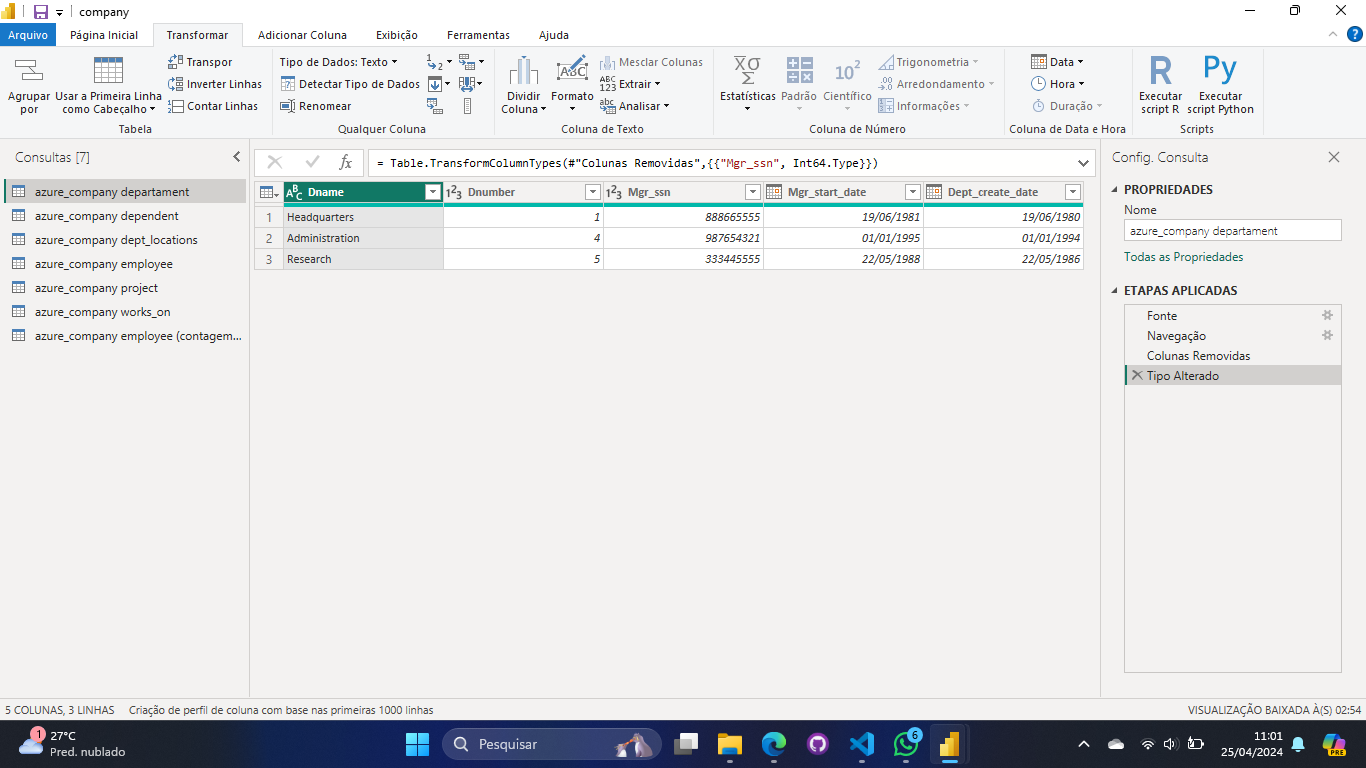 company
Arquivo Página Inicial Transformar Adicionar Coluna Exibição Ferramentas Ajuda
Agrupar por
Usar a Primeira Linha como Cabeçalho
Transpor
Inverter Linhas
Contar Linhas
Tabela
Tipo de Dados: Texto
Detectar Tipo de Dados
Renomear
Qualquer Coluna
Dividir Coluna
Formato
Mesclar Colunas
Extrair
Analisar
Coluna de Texto
Estatísticas
Padrão
Científico
Trigonometria
Arredondamento
Informações
Coluna de Número
Data
Hora
Duração
Coluna de Data e Hora
Executar script R
Executar script Python
Scripts
Consultas [7]
azure_company departament
azure_company dependent
azure_company dept_locations
azure_company employee
azure_company project
azure_company works_on
azure_company employee (contagem...
= Table.TransformColumnTypes(#"Colunas Removidas",{{"Mgr_ssn", Int64.Type}})
Dname Dnumber Mgr_ssn Mgr_start_date Dept_create_date
1 Headquarters 1 888665555 19/06/1981 19/06/1980
2 Administration 4 987654321 01/01/1995 01/01/1994
3 Research 5 333445555 22/05/1988 22/05/1986
Config. Consulta
PROPRIEDADES
Nome
azure_company departament
Todas as Propriedades
ETAPAS APLICADAS
Fonte
Navegação
Colunas Removidas
Tipo Alterado
5 COLUNAS, 3 LINHAS Criação de perfil de coluna com base nas primeiras 1000 linhas
VISUALIZAÇÃO BAIXADA À(S) 02:54
1
27°C
Pred. nublado
Pesquisar
6
11:01
25/04/2024
PRE